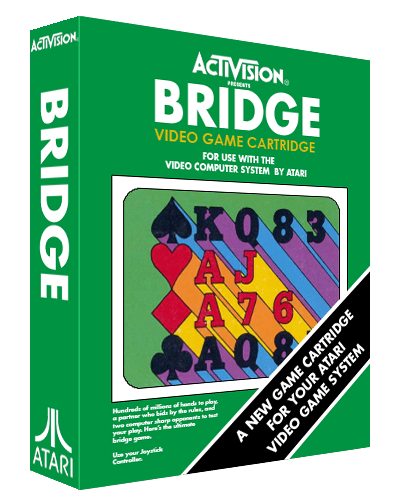 ACTIVISION
PRESENTS
BRIDGE
VIDEO GAME CARTRIDGE
FOR USE WITH THE
VIDEO COMPUTER SYSTEM BY ATARI
K Q 8 3
A J
A 7 6
A Q 8
Hundreds of millions of hands to play,
a partner who bids by the rules, and
two computer sharp opponents to test
your play. Here's the ultimate
bridge game.
Use your Joystick
Controller.
A NEW GAME CARTRIDGE
FOR YOUR ATARI
VIDEO GAME SYSTEM
ACTIVISION
BRIDGE
ATARI